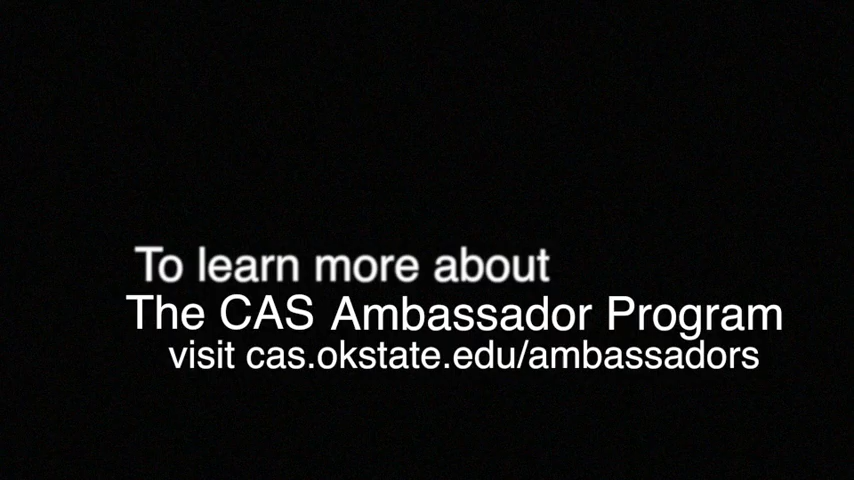 To learn more about
The CAS Ambassador Program
visit cas.okstate.edu/ambassadors